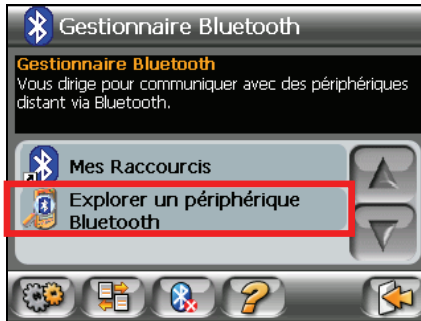 Gestionnaire Bluetooth
Gestionnaire Bluetooth
Vous dirige pour communiquer avec des périphériques
distant via Bluetooth.
Mes Raccourcis
Explorer un périphérique
Bluetooth